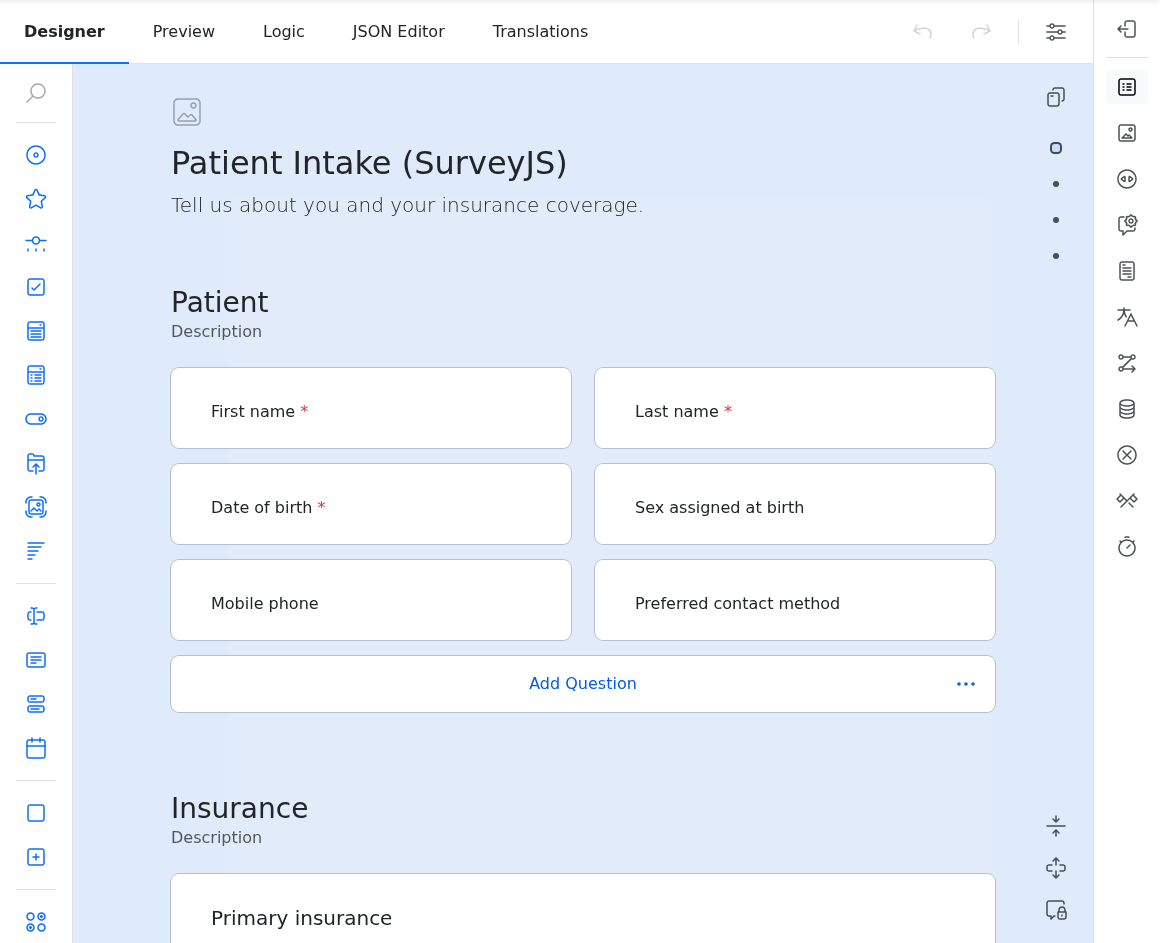 Designer Preview Logic JSON Editor Translations
Patient Intake (SurveyJS)
Tell us about you and your insurance coverage.
Patient
Description
First name * Last name *
Date of birth * Sex assigned at birth
Mobile phone Preferred contact method
Add Question
Insurance
Description
Primary insurance